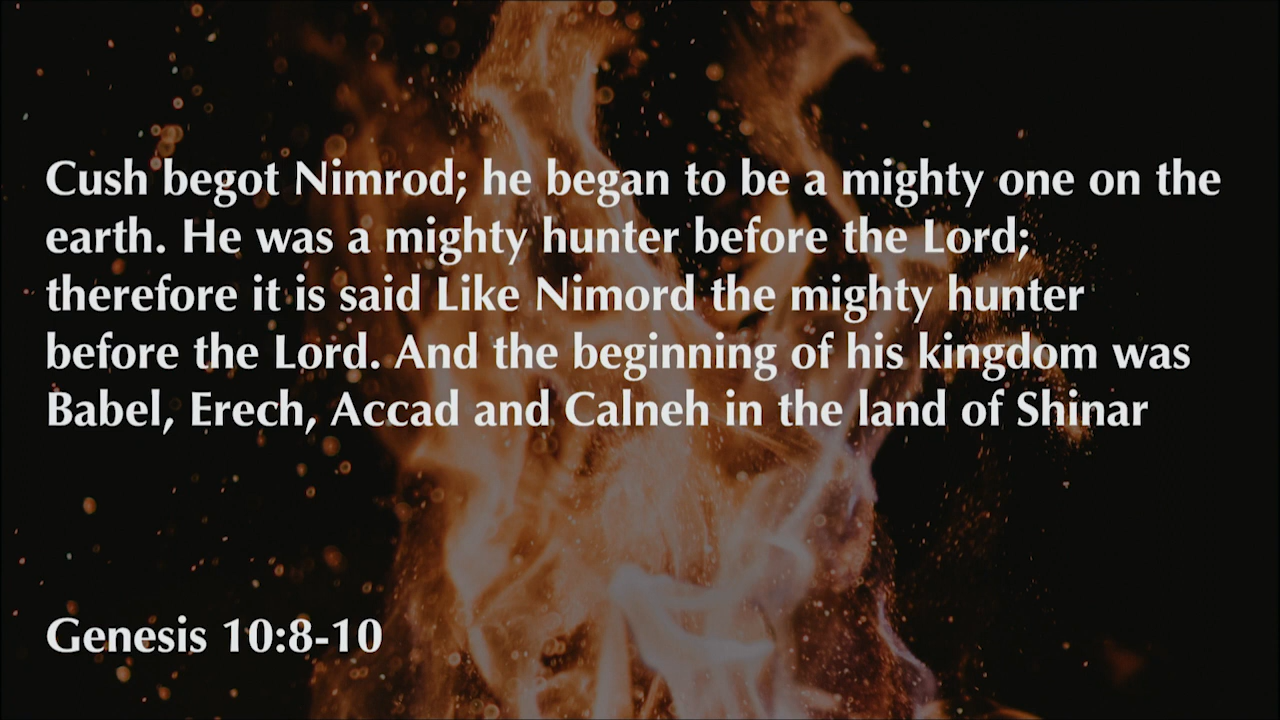 Cush begot Nimrod; he began to be a mighty one on the
earth. He was a mighty hunter before the Lord;
therefore it is said Like Nimord the mighty hunter
before the Lord. And the beginning of his kingdom was
Babel, Erech, Accad and Calneh in the land of Shinar
Genesis 10:8-10